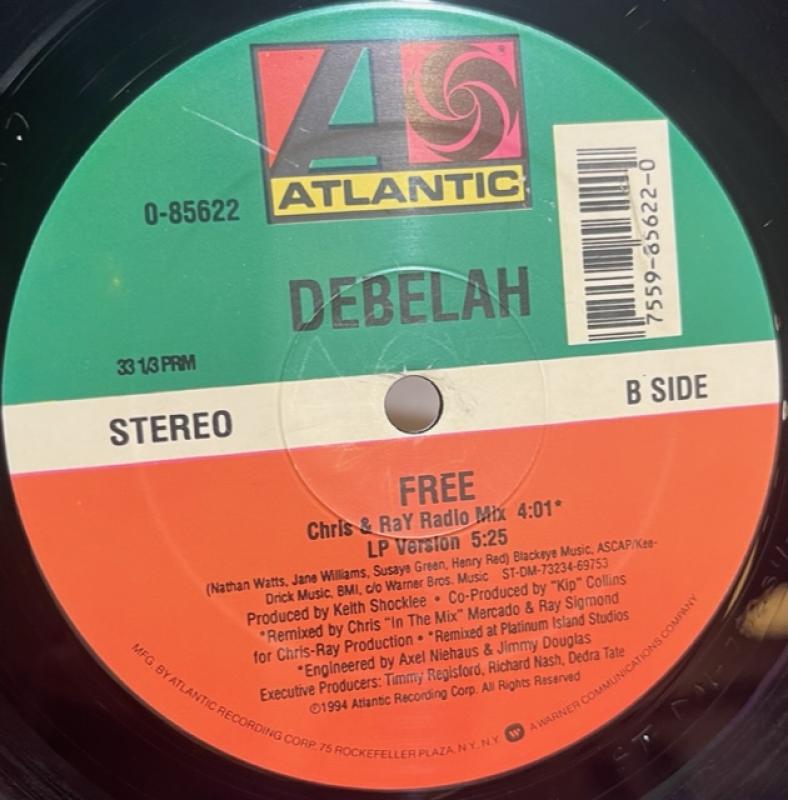 ATLANTIC
0-85622
7559-85622-0
DEBELAH
33 1/3 PRM
STEREO
B SIDE
FREE
Chris & RaY Radio Mix 4:01*
LP Version 5:25
(Nathan Watts, Jane Williams, Susaye Green, Henry Red) Blackeye Music, ASCAP/Kee-
Drick Music, BMI, c/o Warner Bros. Music ST-DM-73234-69753
Produced by Keith Shocklee • Co-Produced by "Kip" Collins
*Remixed by Chris "In The Mix" Mercado & Ray Sigmond
for Chris-Ray Production • *Remixed at Platinum Island Studios
*Engineered by Axel Niehaus & Jimmy Douglas
Executive Producers: Timmy Regisford, Richard Nash, Dedra Tate
©1994 Atlantic Recording Corp. All Rights Reserved
MFG. BY ATLANTIC RECORDING CORP. 75 ROCKEFELLER PLAZA, N.Y., N.Y. A WARNER COMMUNICATIONS COMPANY